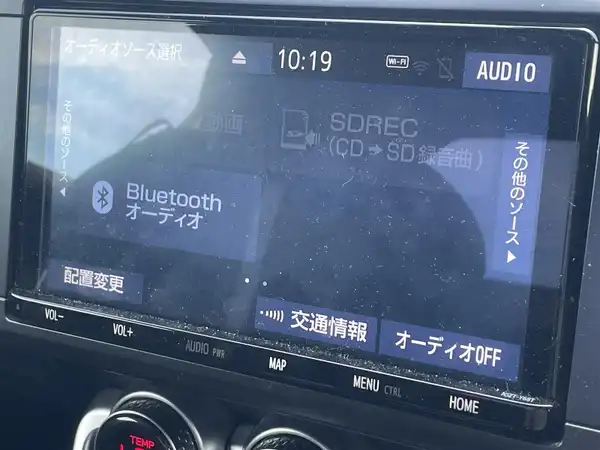 オーディオソース選択
10:19
Wi-Fi
AUDIO
その他のソース
動画
SDREC
(CD→SD録音曲)
その他のソース
Bluetooth
オーディオ
配置変更
交通情報
オーディオOFF
VOL-
VOL+
AUDIO PWR
MAP
MENU CTRL
HOME
TEMP